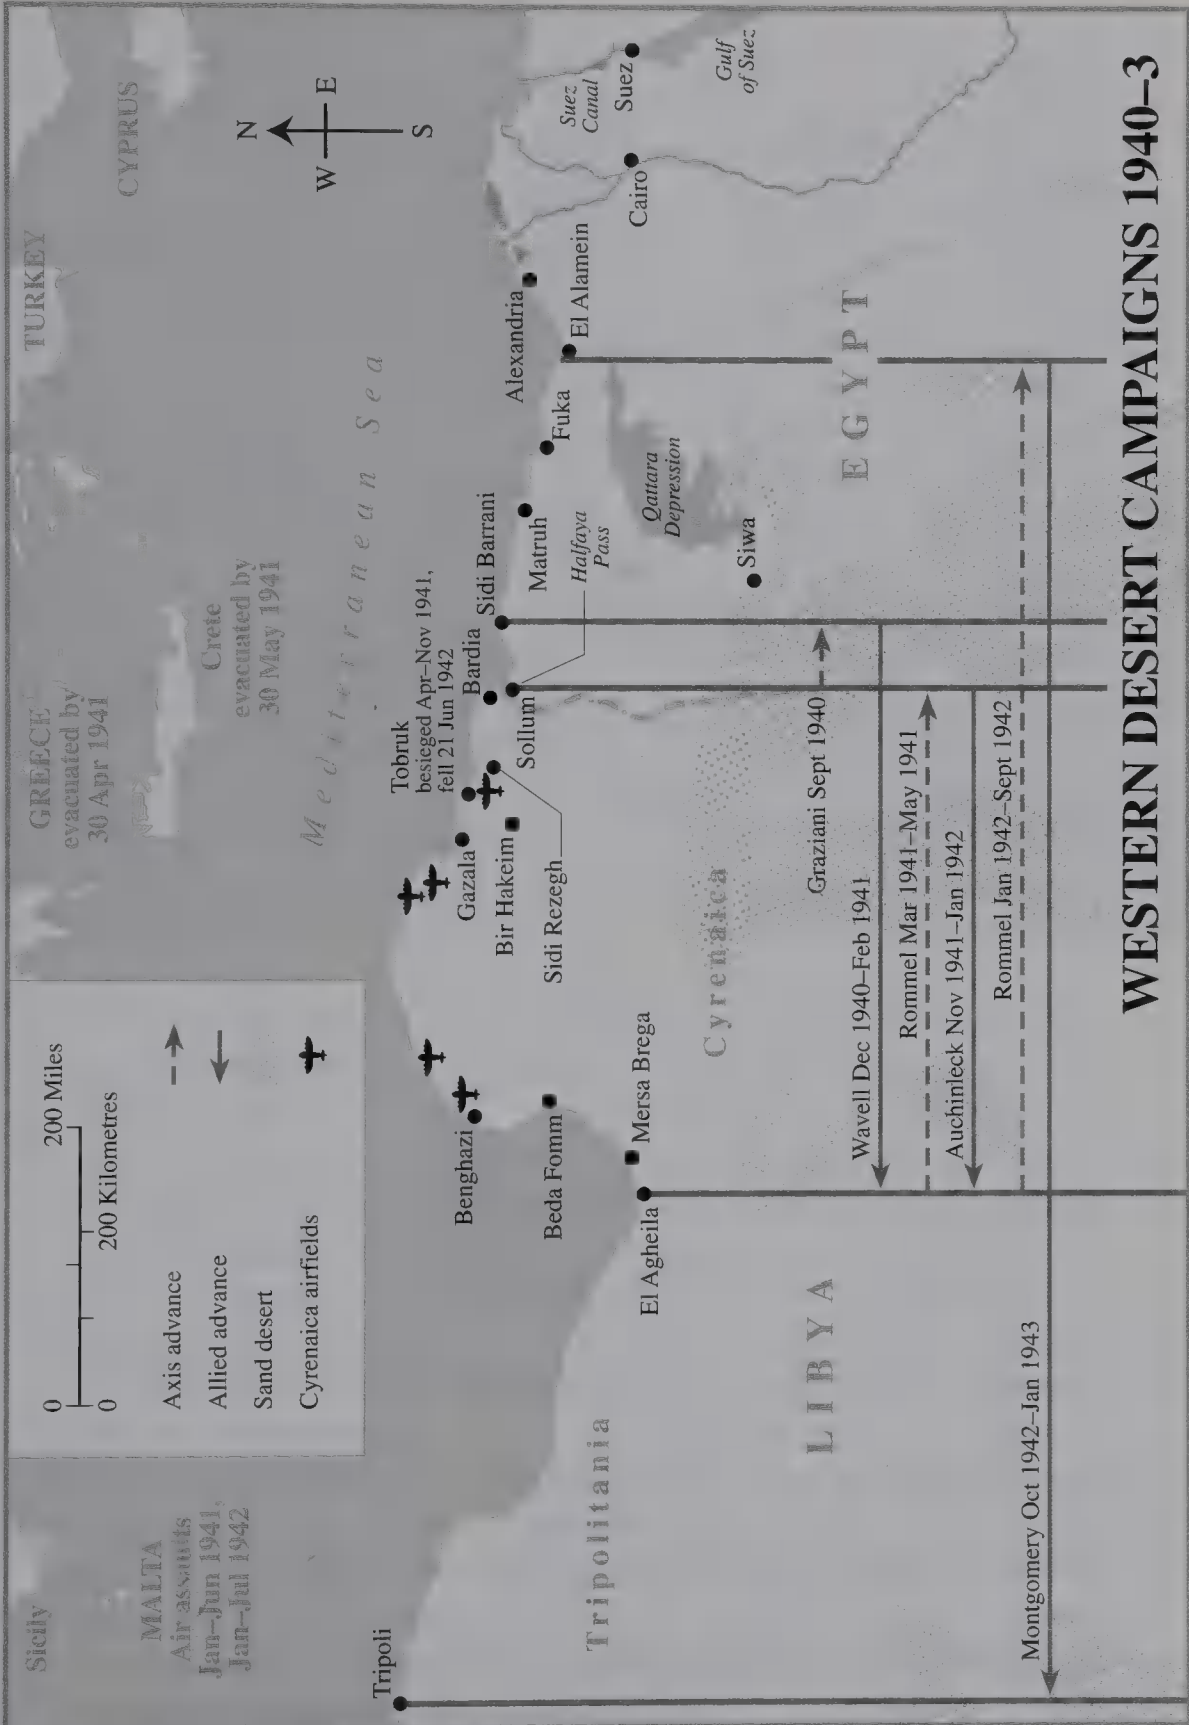 Sicily
MALTA
Air assaults
Jan–Jun 1941,
Jan–Jul 1942
GREECE
evacuated by
30 Apr 1941
Crete
evacuated by
30 May 1941
TURKEY
CYPRUS
N
W
E
S
Mediterranean Sea
0
200 Miles
0
200 Kilometres
Axis advance
Allied advance
Sand desert
Cyrenaica airfields
Tripoli
Tripolitania
LIBYA
Benghazi
Beda Fomm
El Agheila
Mersa Brega
Cyrenaica
Gazala
Bir Hakeim
Sidi Rezegh
Tobruk
besieged Apr–Nov 1941,
fell 21 Jun 1942
Bardia
Sollum
Sidi Barrani
Halfaya
Pass
Matruh
Fuka
Qattara
Depression
Siwa
Alexandria
El Alamein
Cairo
Suez
Canal
Suez
Gulf
of Suez
EGYPT
Graziani Sept 1940
Wavell Dec 1940–Feb 1941
Rommel Mar 1941–May 1941
Auchinleck Nov 1941–Jan 1942
Rommel Jan 1942–Sept 1942
Montgomery Oct 1942–Jan 1943
WESTERN DESERT CAMPAIGNS 1940–3